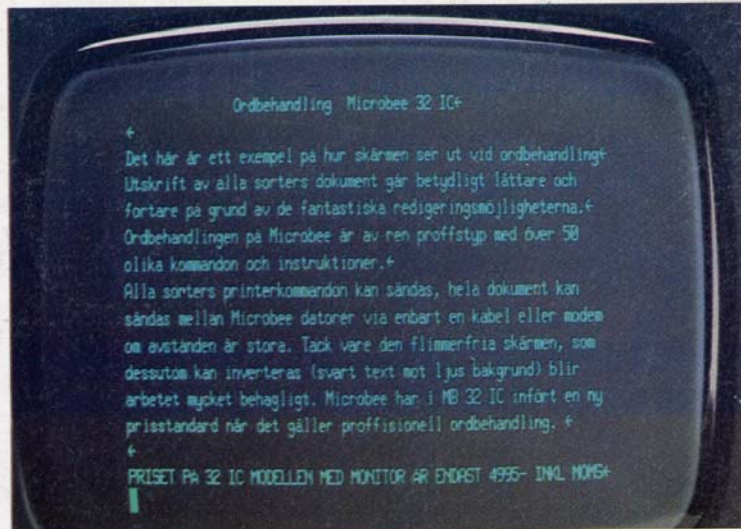 Ordbehandling Microbee 32 IC←
←
Det här är ett exempel på hur skärmen ser ut vid ordbehandling←
Utskrift av alla sorters dokument går betydligt lättare och
fortare på grund av de fantastiska redigeringsmöjligheterna.←
Ordbehandlingen på Microbee är av ren proffstyp med över 50
olika kommandon och instruktioner.←
Alla sorters printerkommandon kan sändas, hela dokument kan
sändas mellan Microbee datorer via enbart en kabel eller modem
om avstånden är stora. Tack vare den flimmerfria skärmen, som
dessutom kan inverteras (svart text mot ljus bakgrund) blir
arbetet mycket behagligt. Microbee har i MB 32 IC infört en ny
prisstandard när det gäller proffisionell ordbehandling. ←
←
PRISET PÅ 32 IC MODELLEN MED MONITOR ÄR ENDAST 4995- INKL MOMS←